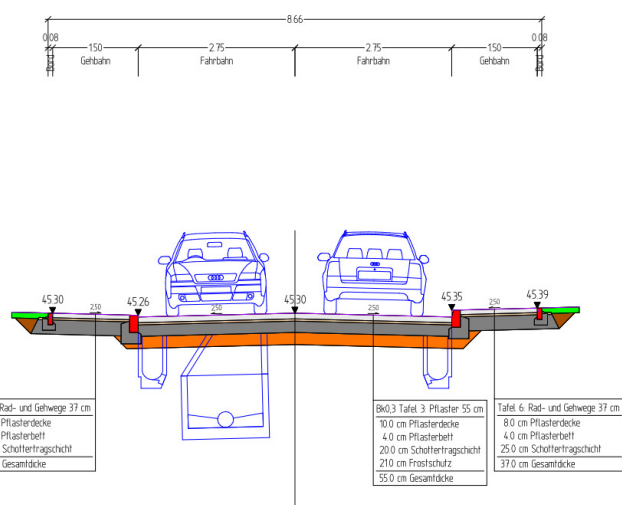 8.66
0.08 1.50 2.75 2.75 1.50 0.08
Bord Gehbahn Fahrbahn Fahrbahn Gehbahn Bord
45.30 45.26 45.30 45.35 45.39
2.50 2.50 2.50 2.50
Rad- und Gehwege 37 cm
Pflasterdecke
Pflasterbett
Schottertragschicht
Gesamtdicke
Bk0,3 Tafel 3: Pflaster 55 cm
10.0 cm Pflasterdecke
4.0 cm Pflasterbett
20.0 cm Schottertragschicht
21.0 cm Frostschutz
55.0 cm Gesamtdicke
Tafel 6: Rad- und Gehwege 37 cm
8.0 cm Pflasterdecke
4.0 cm Pflasterbett
25.0 cm Schottertragschicht
37.0 cm Gesamtdicke